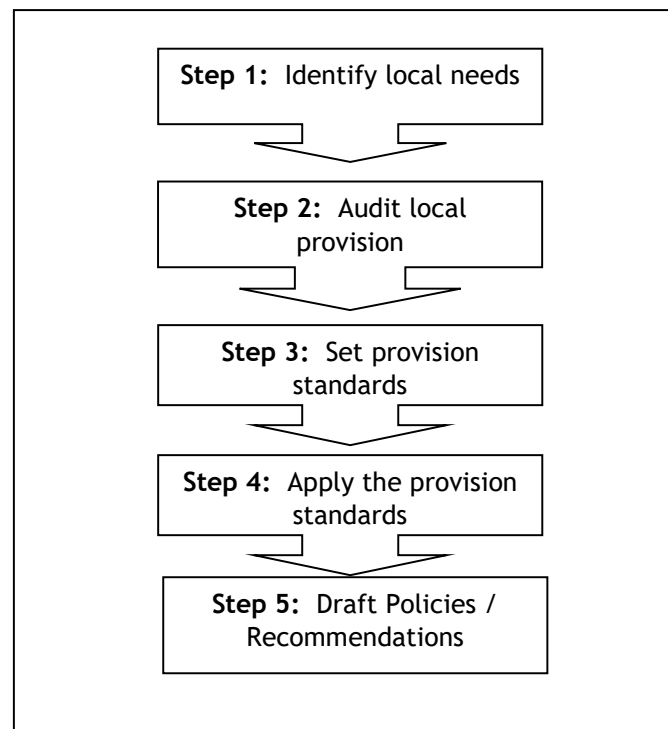 Step 1: Identify local needs
Step 2: Audit local
provision
Step 3: Set provision
standards
Step 4: Apply the provision
standards
Step 5: Draft Policies /
Recommendations